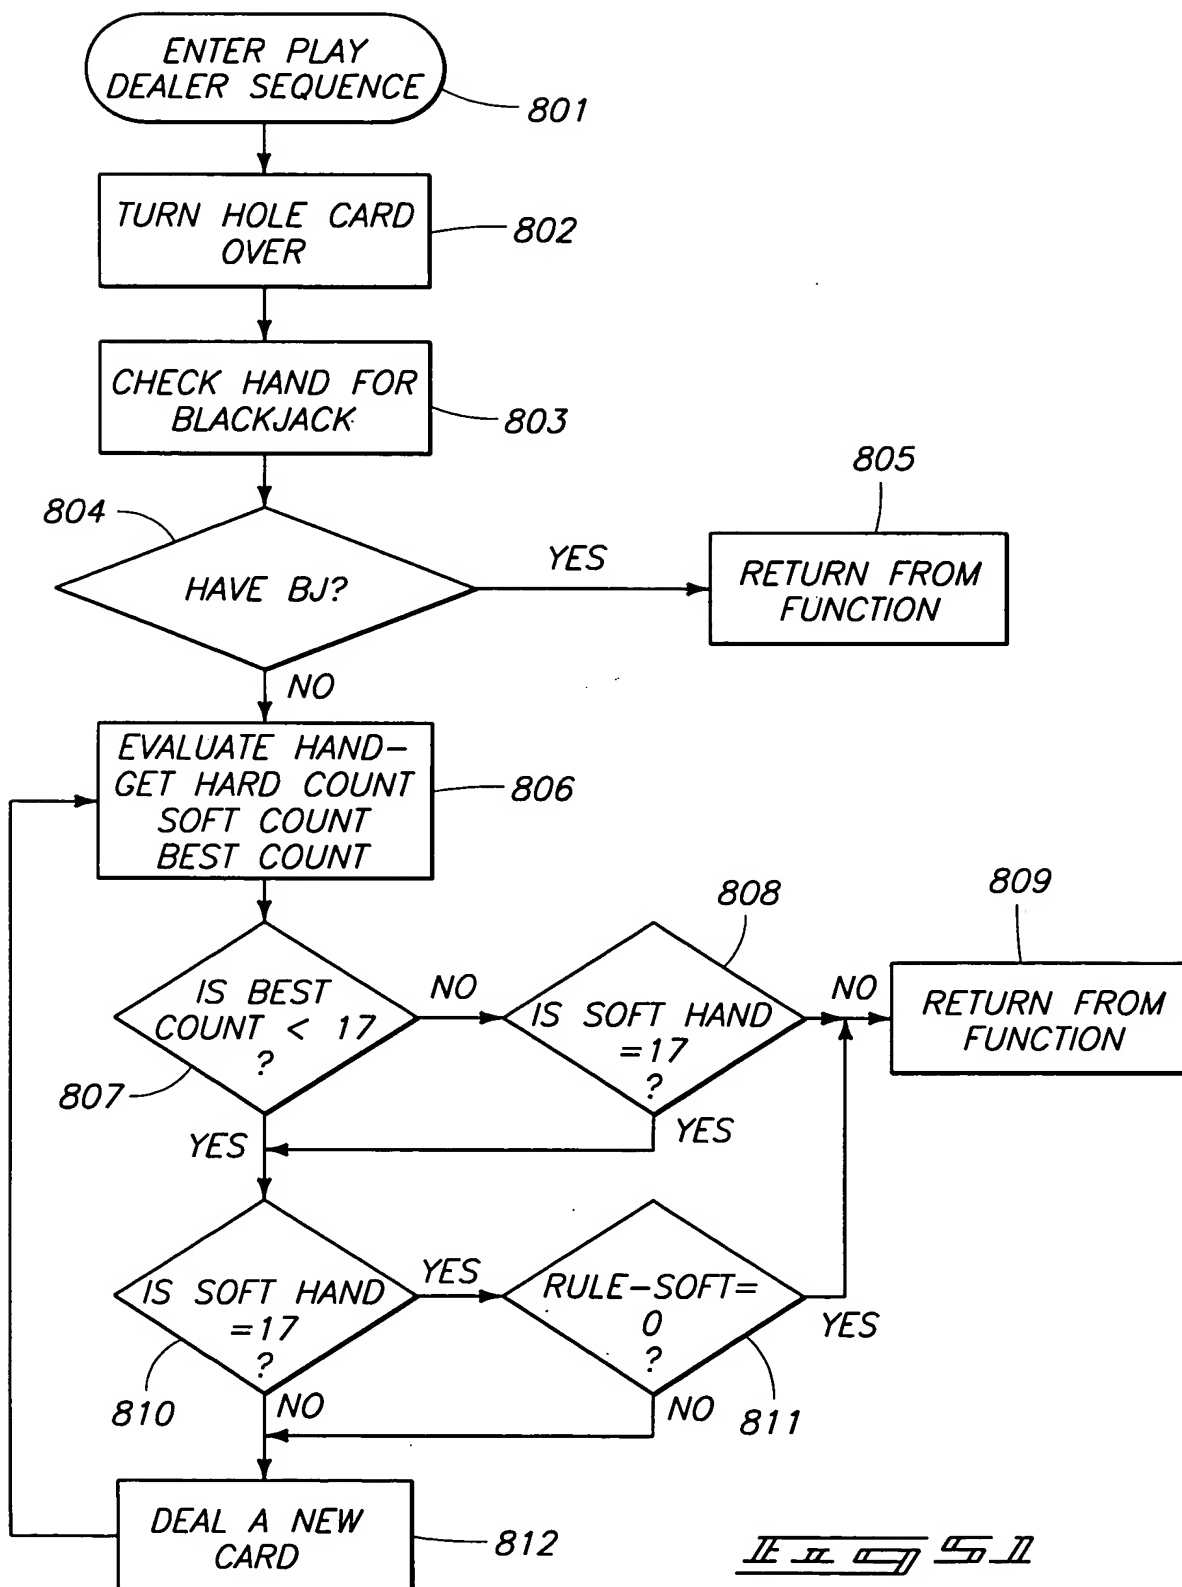 ENTER PLAY
DEALER SEQUENCE
801
TURN HOLE CARD
OVER
802
CHECK HAND FOR
BLACKJACK
803
804
HAVE BJ?
YES
805
RETURN FROM
FUNCTION
NO
EVALUATE HAND-
GET HARD COUNT
SOFT COUNT
BEST COUNT
806
IS BEST
COUNT < 17
?
807
NO
808
IS SOFT HAND
=17
?
NO
809
RETURN FROM
FUNCTION
YES
YES
IS SOFT HAND
=17
?
810
YES
RULE-SOFT=
0
?
811
YES
NO
NO
DEAL A NEW
CARD
812
Fig 51